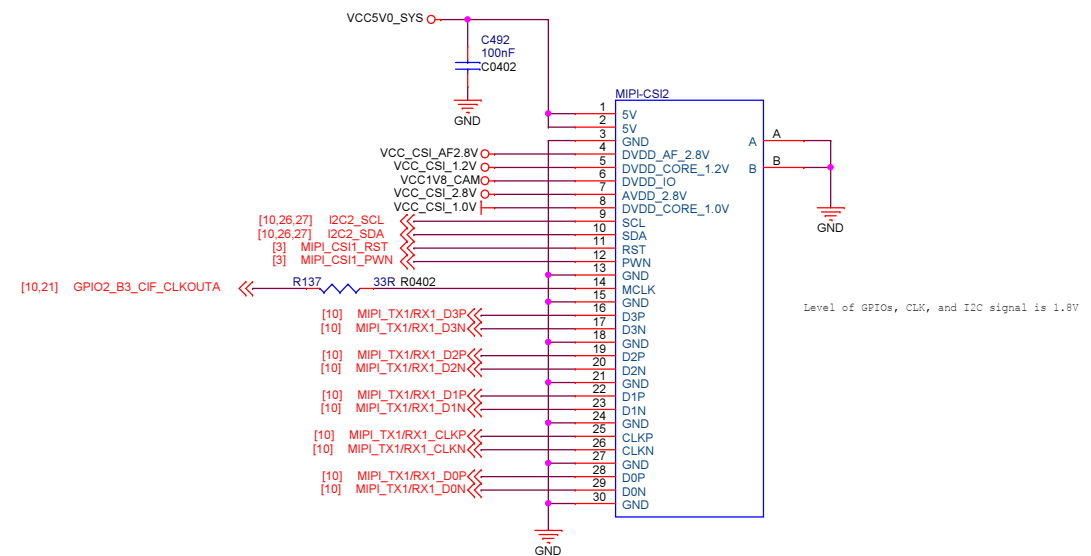 VCC5V0_SYS
C492
100nF
C0402
GND
MIPI-CSI2
1 5V
2 5V
3 GND
VCC_CSI_AF2.8V 4 DVDD_AF_2.8V
VCC_CSI_1.2V 5 DVDD_CORE_1.2V
VCC1V8_CAM 6 DVDD_IO
VCC_CSI_2.8V 7 AVDD_2.8V
VCC_CSI_1.0V 8 DVDD_CORE_1.0V
[10,26,27] I2C2_SCL 9 SCL
[10,26,27] I2C2_SDA 10 SDA
[3] MIPI_CSI1_RST 11 RST
[3] MIPI_CSI1_PWN 12 PWN
13 GND
[10,21] GPIO2_B3_CIF_CLKOUTA R137 33R R0402 14 MCLK
15 GND
[10] MIPI_TX1/RX1_D3P 16 D3P
[10] MIPI_TX1/RX1_D3N 17 D3N
18 GND
[10] MIPI_TX1/RX1_D2P 19 D2P
[10] MIPI_TX1/RX1_D2N 20 D2N
21 GND
[10] MIPI_TX1/RX1_D1P 22 D1P
[10] MIPI_TX1/RX1_D1N 23 D1N
24 GND
[10] MIPI_TX1/RX1_CLKP 25 CLKP
[10] MIPI_TX1/RX1_CLKN 26 CLKN
27 GND
[10] MIPI_TX1/RX1_D0P 28 D0P
[10] MIPI_TX1/RX1_D0N 29 D0N
30 GND
GND
A A
B B
GND
Level of GPIOs, CLK, and I2C signal is 1.8V